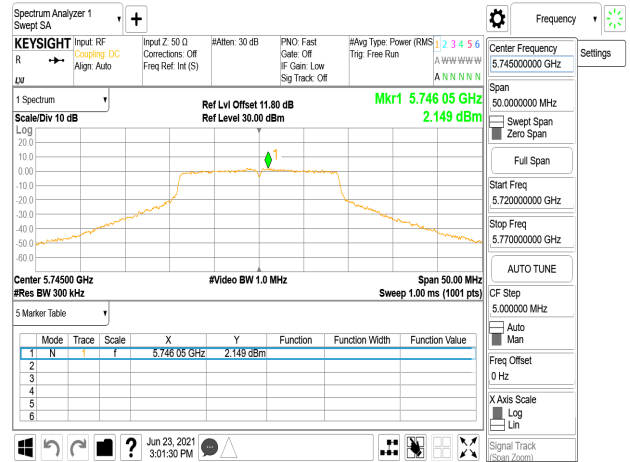 Spectrum Analyzer 1
Swept SA
Frequency
Settings
KEYSIGHT
R
Input: RF
Coupling: DC
Align: Auto
Input Z: 50 Ω
Corrections: Off
Freq Ref: Int (S)
#Atten: 30 dB
PNO: Fast
Gate: Off
IF Gain: Low
Sig Track: Off
#Avg Type: Power (RMS
Trig: Free Run
1 2 3 4 5 6
A W W W W W
A N N N N N
1 Spectrum
Scale/Div 10 dB
Ref Lvl Offset 11.80 dB
Ref Level 30.00 dBm
Mkr1 5.746 05 GHz
2.149 dBm
Log
20.0
10.0
0.00
-10.0
-20.0
-30.0
-40.0
-50.0
-60.0
1
Center 5.74500 GHz
#Video BW 1.0 MHz
Span 50.00 MHz
#Res BW 300 kHz
Sweep 1.00 ms (1001 pts)
5 Marker Table
Mode Trace Scale X Y Function Function Width Function Value
1 N 1 f 5.746 05 GHz 2.149 dBm
2
3
4
5
6
Jun 23, 2021
3:01:30 PM
Center Frequency
5.745000000 GHz
Span
50.0000000 MHz
Swept Span
Zero Span
Full Span
Start Freq
5.720000000 GHz
Stop Freq
5.770000000 GHz
AUTO TUNE
CF Step
5.000000 MHz
Auto
Man
Freq Offset
0 Hz
X Axis Scale
Log
Lin
Signal Track
(Span Zoom)